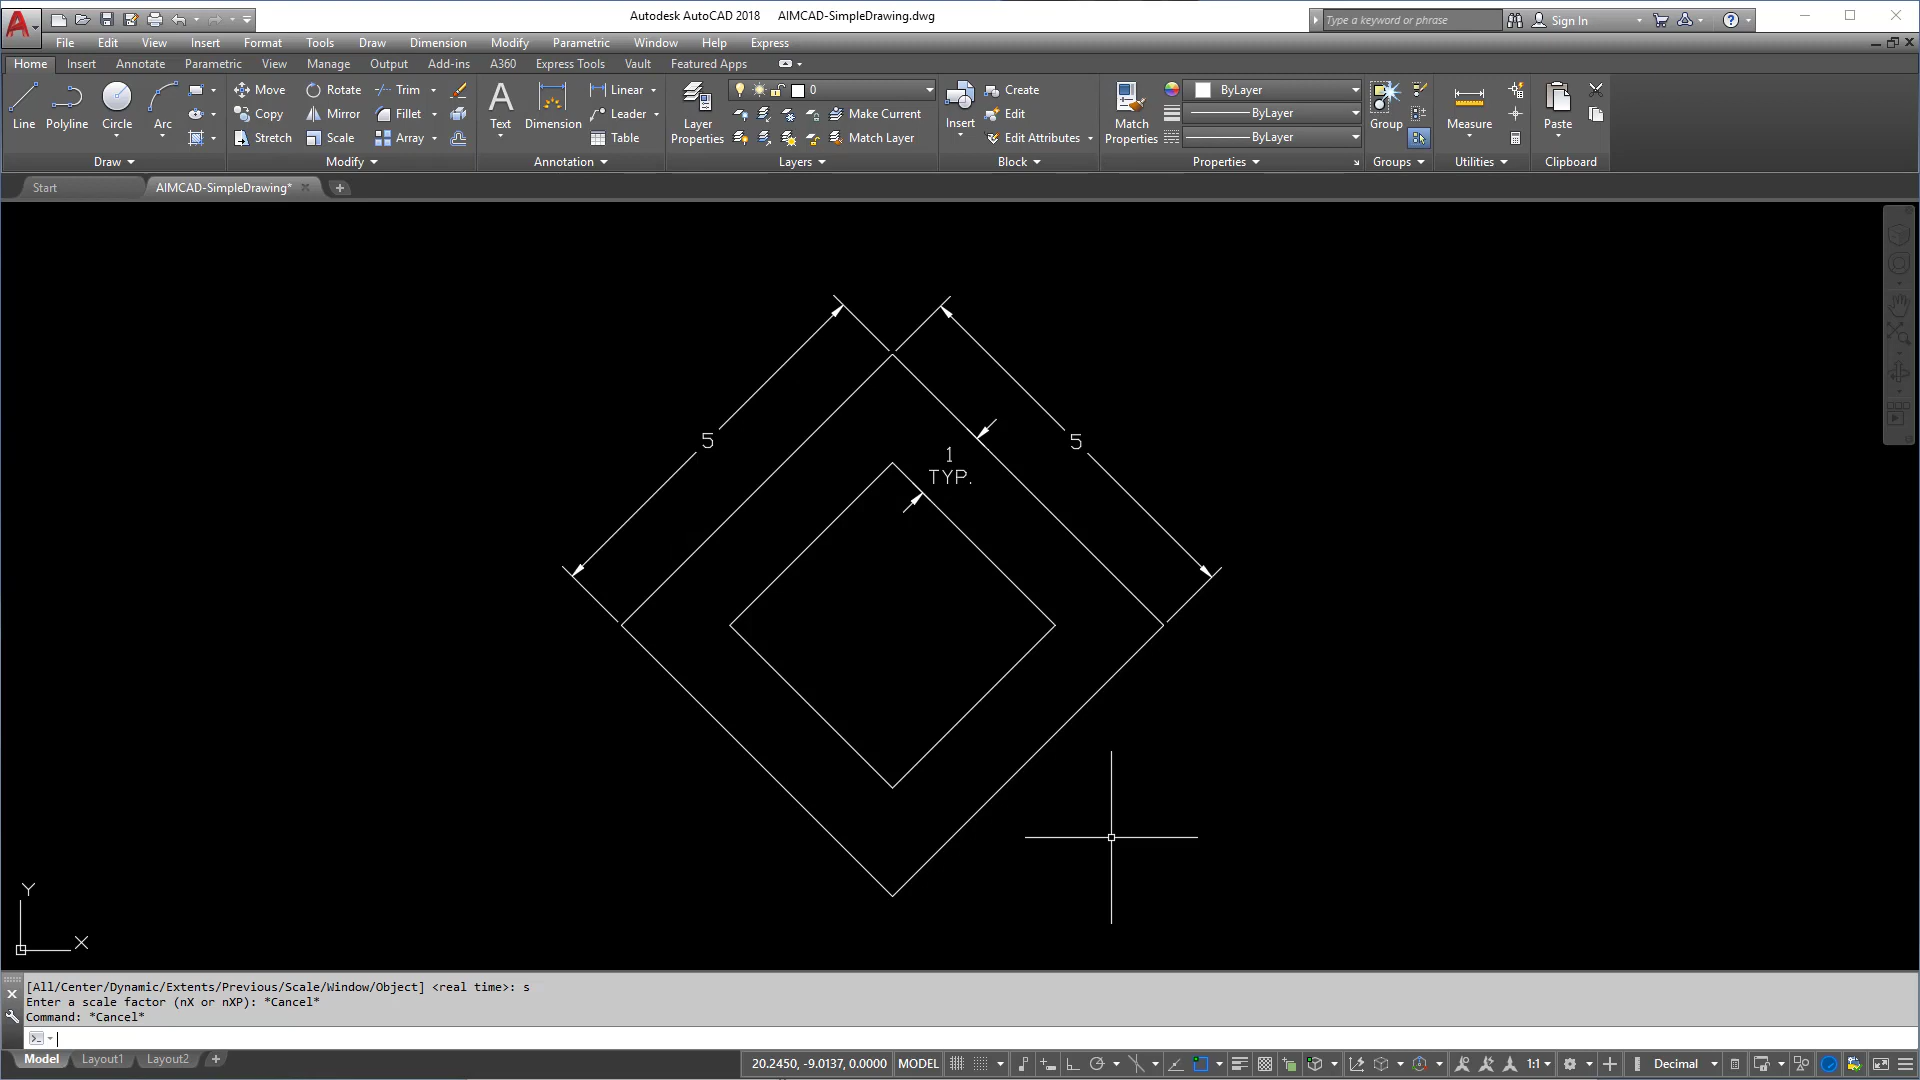 Autodesk AutoCAD 2018 AIMCAD-SimpleDrawing.dwg
Type a keyword or phrase
Sign In
File Edit View Insert Format Tools Draw Dimension Modify Parametric Window Help Express
Home Insert Annotate Parametric View Manage Output Add-ins A360 Express Tools Vault Featured Apps
Line Polyline Circle Arc
Draw
Move Rotate Trim
Copy Mirror Fillet
Stretch Scale Array
Modify
Text Dimension
Linear
Leader
Table
Annotation
Layer
Properties
0
Make Current
Match Layer
Layers
Insert
Create
Edit
Edit Attributes
Block
Match
Properties
ByLayer
ByLayer
ByLayer
Properties
Group
Groups
Measure
Utilities
Paste
Clipboard
Start AIMCAD-SimpleDrawing*
5
5
1
TYP.
Y
X
[All/Center/Dynamic/Extents/Previous/Scale/Window/Object] <real time>: s
Enter a scale factor (nX or nXP): *Cancel*
Command: *Cancel*
Model Layout1 Layout2
20.2450, -9.0137, 0.0000 MODEL 1:1 Decimal